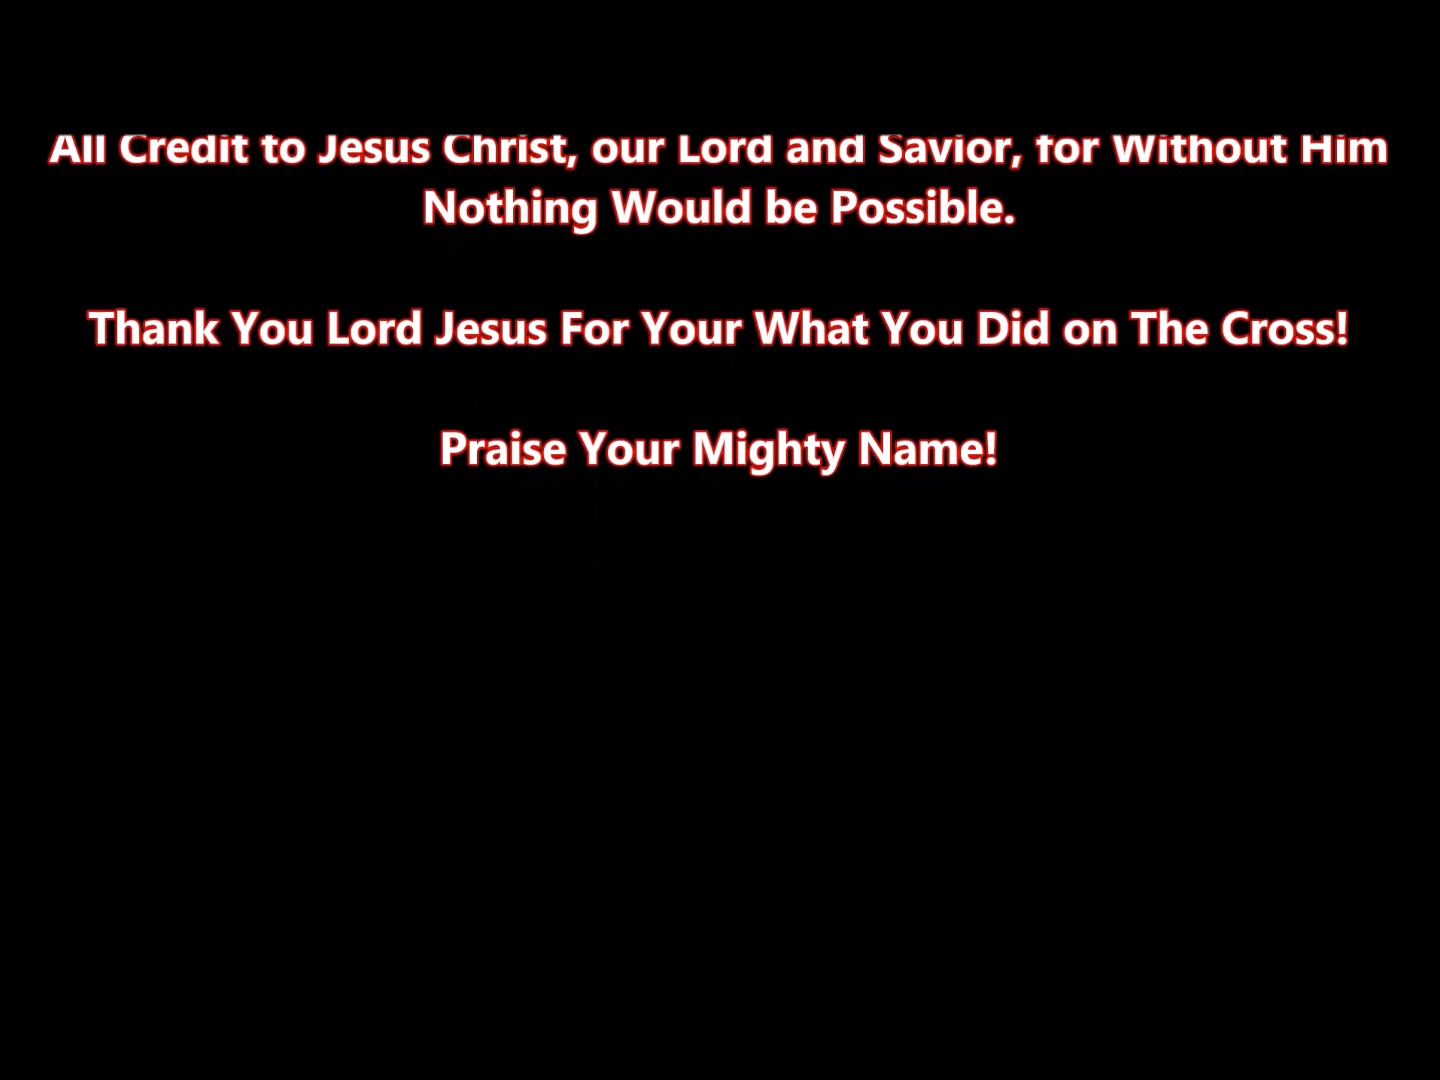 All Credit to Jesus Christ, our Lord and Savior, for Without Him
Nothing Would be Possible.
Thank You Lord Jesus For Your What You Did on The Cross!
Praise Your Mighty Name!